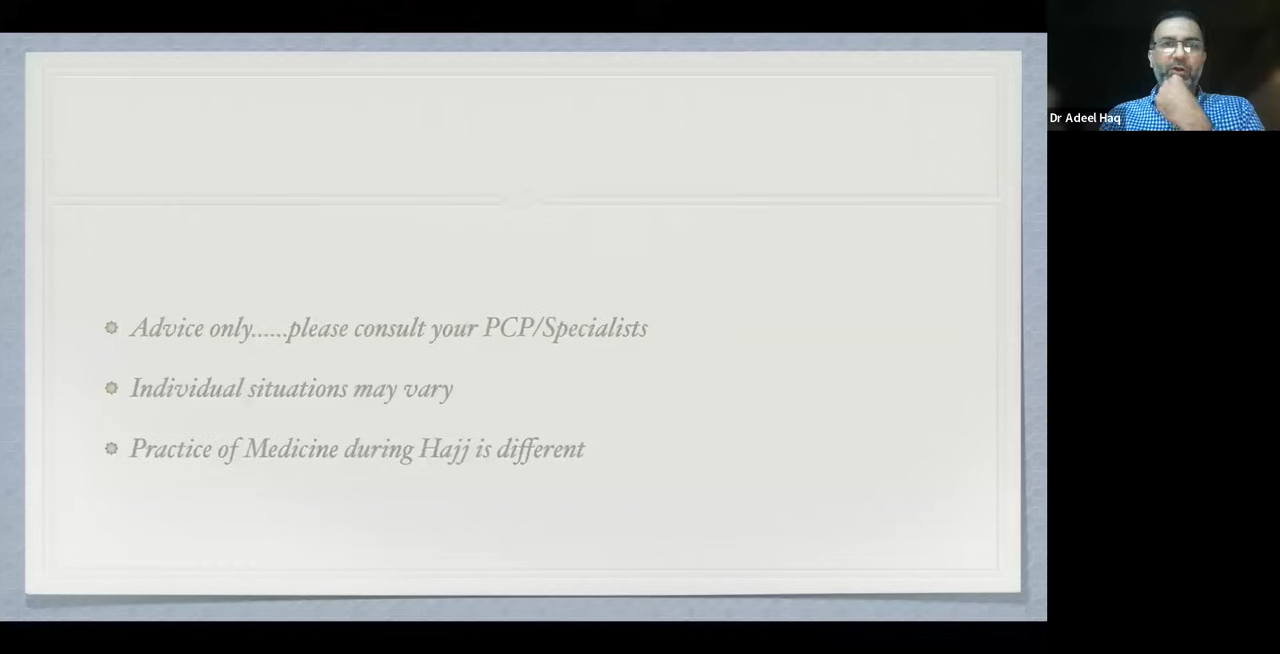 Advice only......please consult your PCP/Specialists
Individual situations may vary
Practice of Medicine during Hajj is different
Dr Adeel Haq